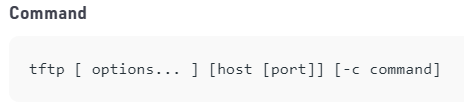 Command
tftp [ options... ] [host [port]] [-c command]